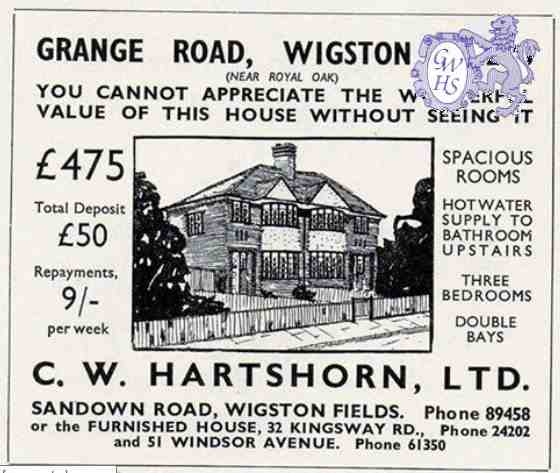 GRANGE ROAD, WIGSTON
(NEAR ROYAL OAK)
YOU CANNOT APPRECIATE THE
VALUE OF THIS HOUSE WITHOUT SEEING IT
£475
Total Deposit
£50
Repayments,
9/-
per week
SPACIOUS
ROOMS
HOT WATER
SUPPLY TO
BATHROOM
UPSTAIRS
THREE
BEDROOMS
DOUBLE
BAYS
C. W. HARTSHORN, LTD.
SANDOWN ROAD, WIGSTON FIELDS. Phone 89458
or the FURNISHED HOUSE, 32 KINGSWAY RD., Phone 24202
and 51 WINDSOR AVENUE. Phone 61350
GWHS